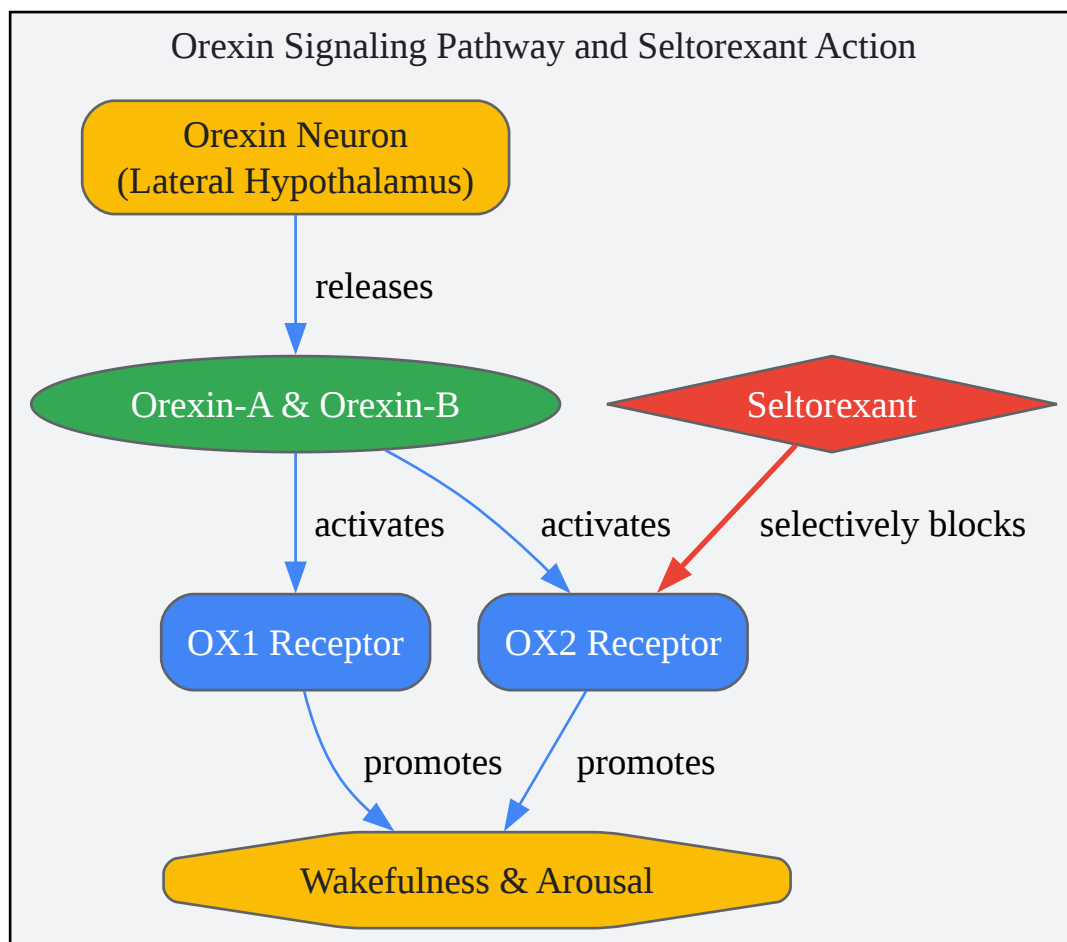 Orexin Signaling Pathway and Seltorexant Action
Orexin Neuron
(Lateral Hypothalamus)
releases
Orexin-A & Orexin-B
Seltorexant
activates
activates
selectively blocks
OX1 Receptor
OX2 Receptor
promotes
promotes
Wakefulness & Arousal